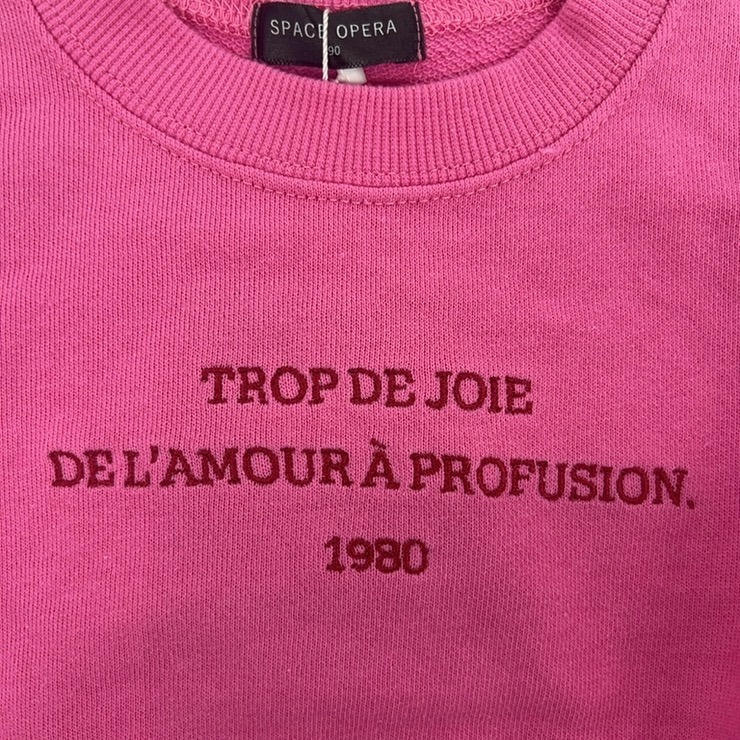 SPACE OPERA
90
TROP DE JOIE
DE L'AMOUR À PROFUSION.
1980